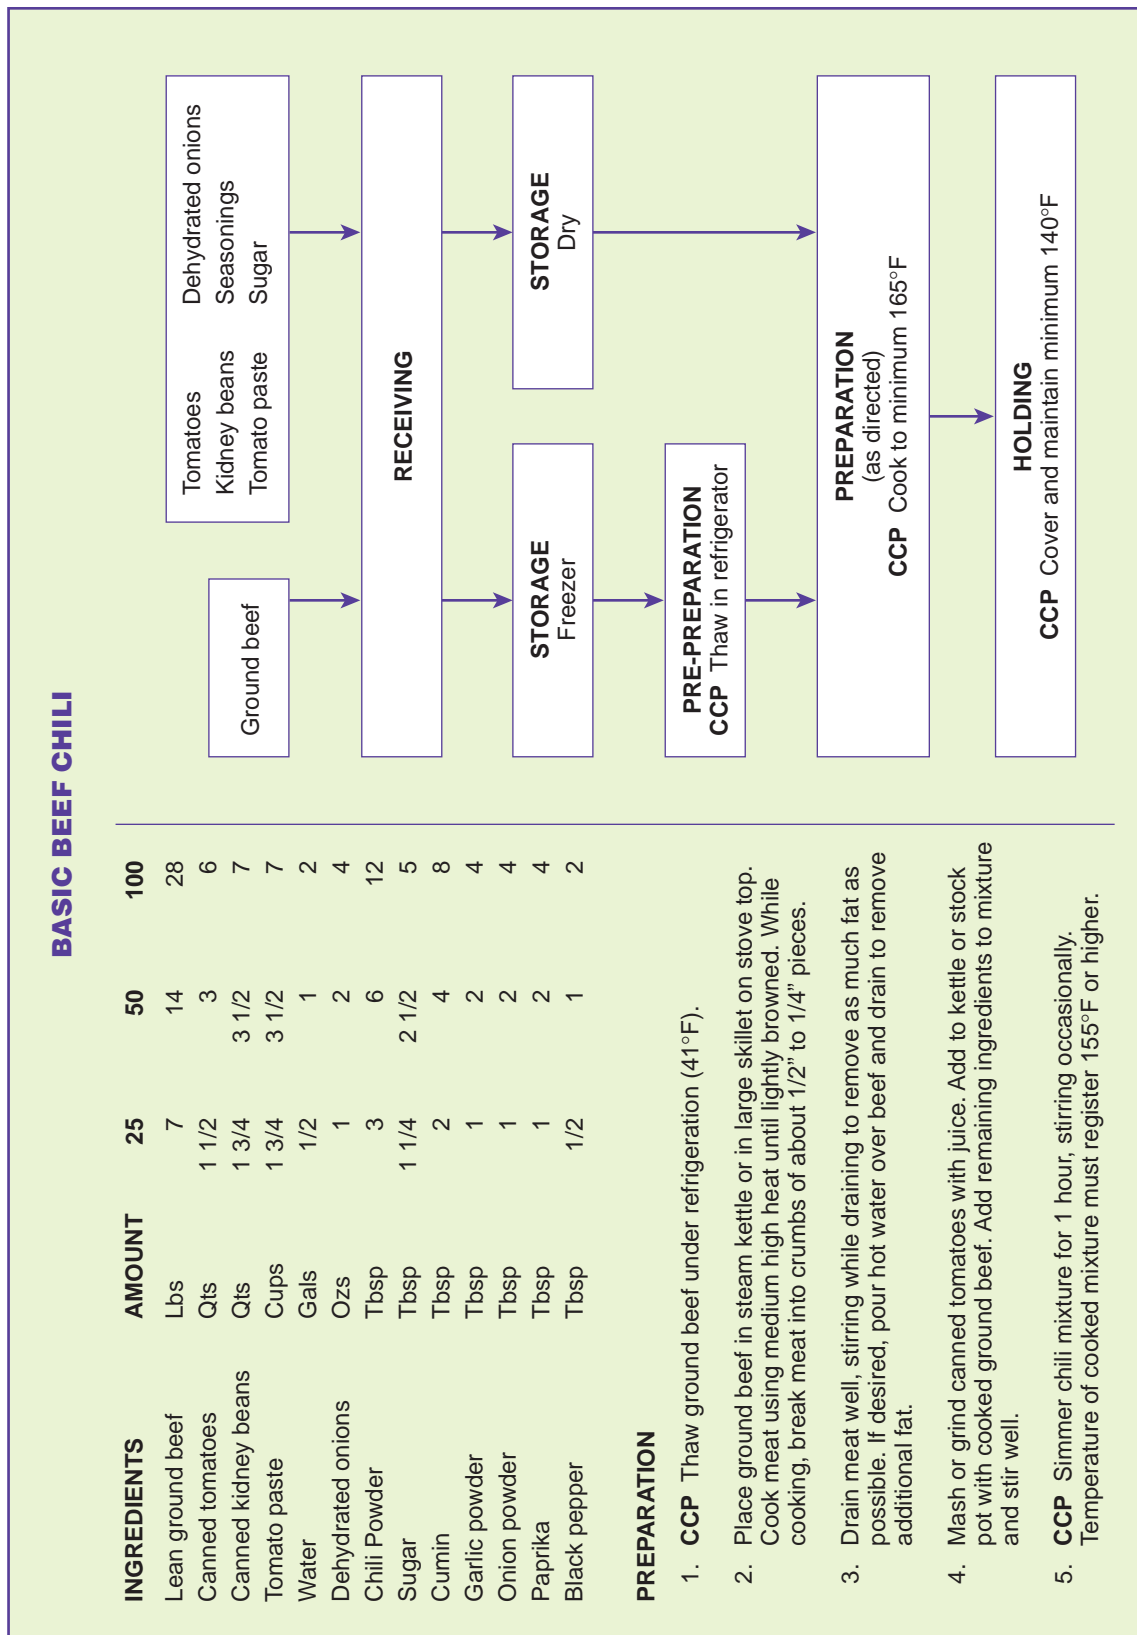 BASIC BEEF CHILI
INGREDIENTS AMOUNT 25 50 100
Lean ground beef Lbs 7 14 28
Canned tomatoes Qts 1 1/2 3 6
Canned kidney beans Qts 1 3/4 3 1/2 7
Tomato paste Cups 1 3/4 3 1/2 7
Water Gals 1/2 1 2
Dehydrated onions Ozs 1 2 4
Chili Powder Tbsp 3 6 12
Sugar Tbsp 1 1/4 2 1/2 5
Cumin Tbsp 2 4 8
Garlic powder Tbsp 1 2 4
Onion powder Tbsp 1 2 4
Paprika Tbsp 1 2 4
Black pepper Tbsp 1/2 1 2
PREPARATION
1. CCP Thaw ground beef under refrigeration (41°F).
2. Place ground beef in steam kettle or in large skillet on stove top.
Cook meat using medium high heat until lightly browned. While
cooking, break meat into crumbs of about 1/2" to 1/4" pieces.
3. Drain meat well, stirring while draining to remove as much fat as
possible. If desired, pour hot water over beef and drain to remove
additional fat.
4. Mash or grind canned tomatoes with juice. Add to kettle or stock
pot with cooked ground beef. Add remaining ingredients to mixture
and stir well.
5. CCP Simmer chili mixture for 1 hour, stirring occasionally.
Temperature of cooked mixture must register 155°F or higher.
Ground beef
Tomatoes Dehydrated onions
Kidney beans Seasonings
Tomato paste Sugar
RECEIVING
STORAGE
Freezer
STORAGE
Dry
PRE-PREPARATION
CCP Thaw in refrigerator
PREPARATION
(as directed)
CCP Cook to minimum 165°F
HOLDING
CCP Cover and maintain minimum 140°F